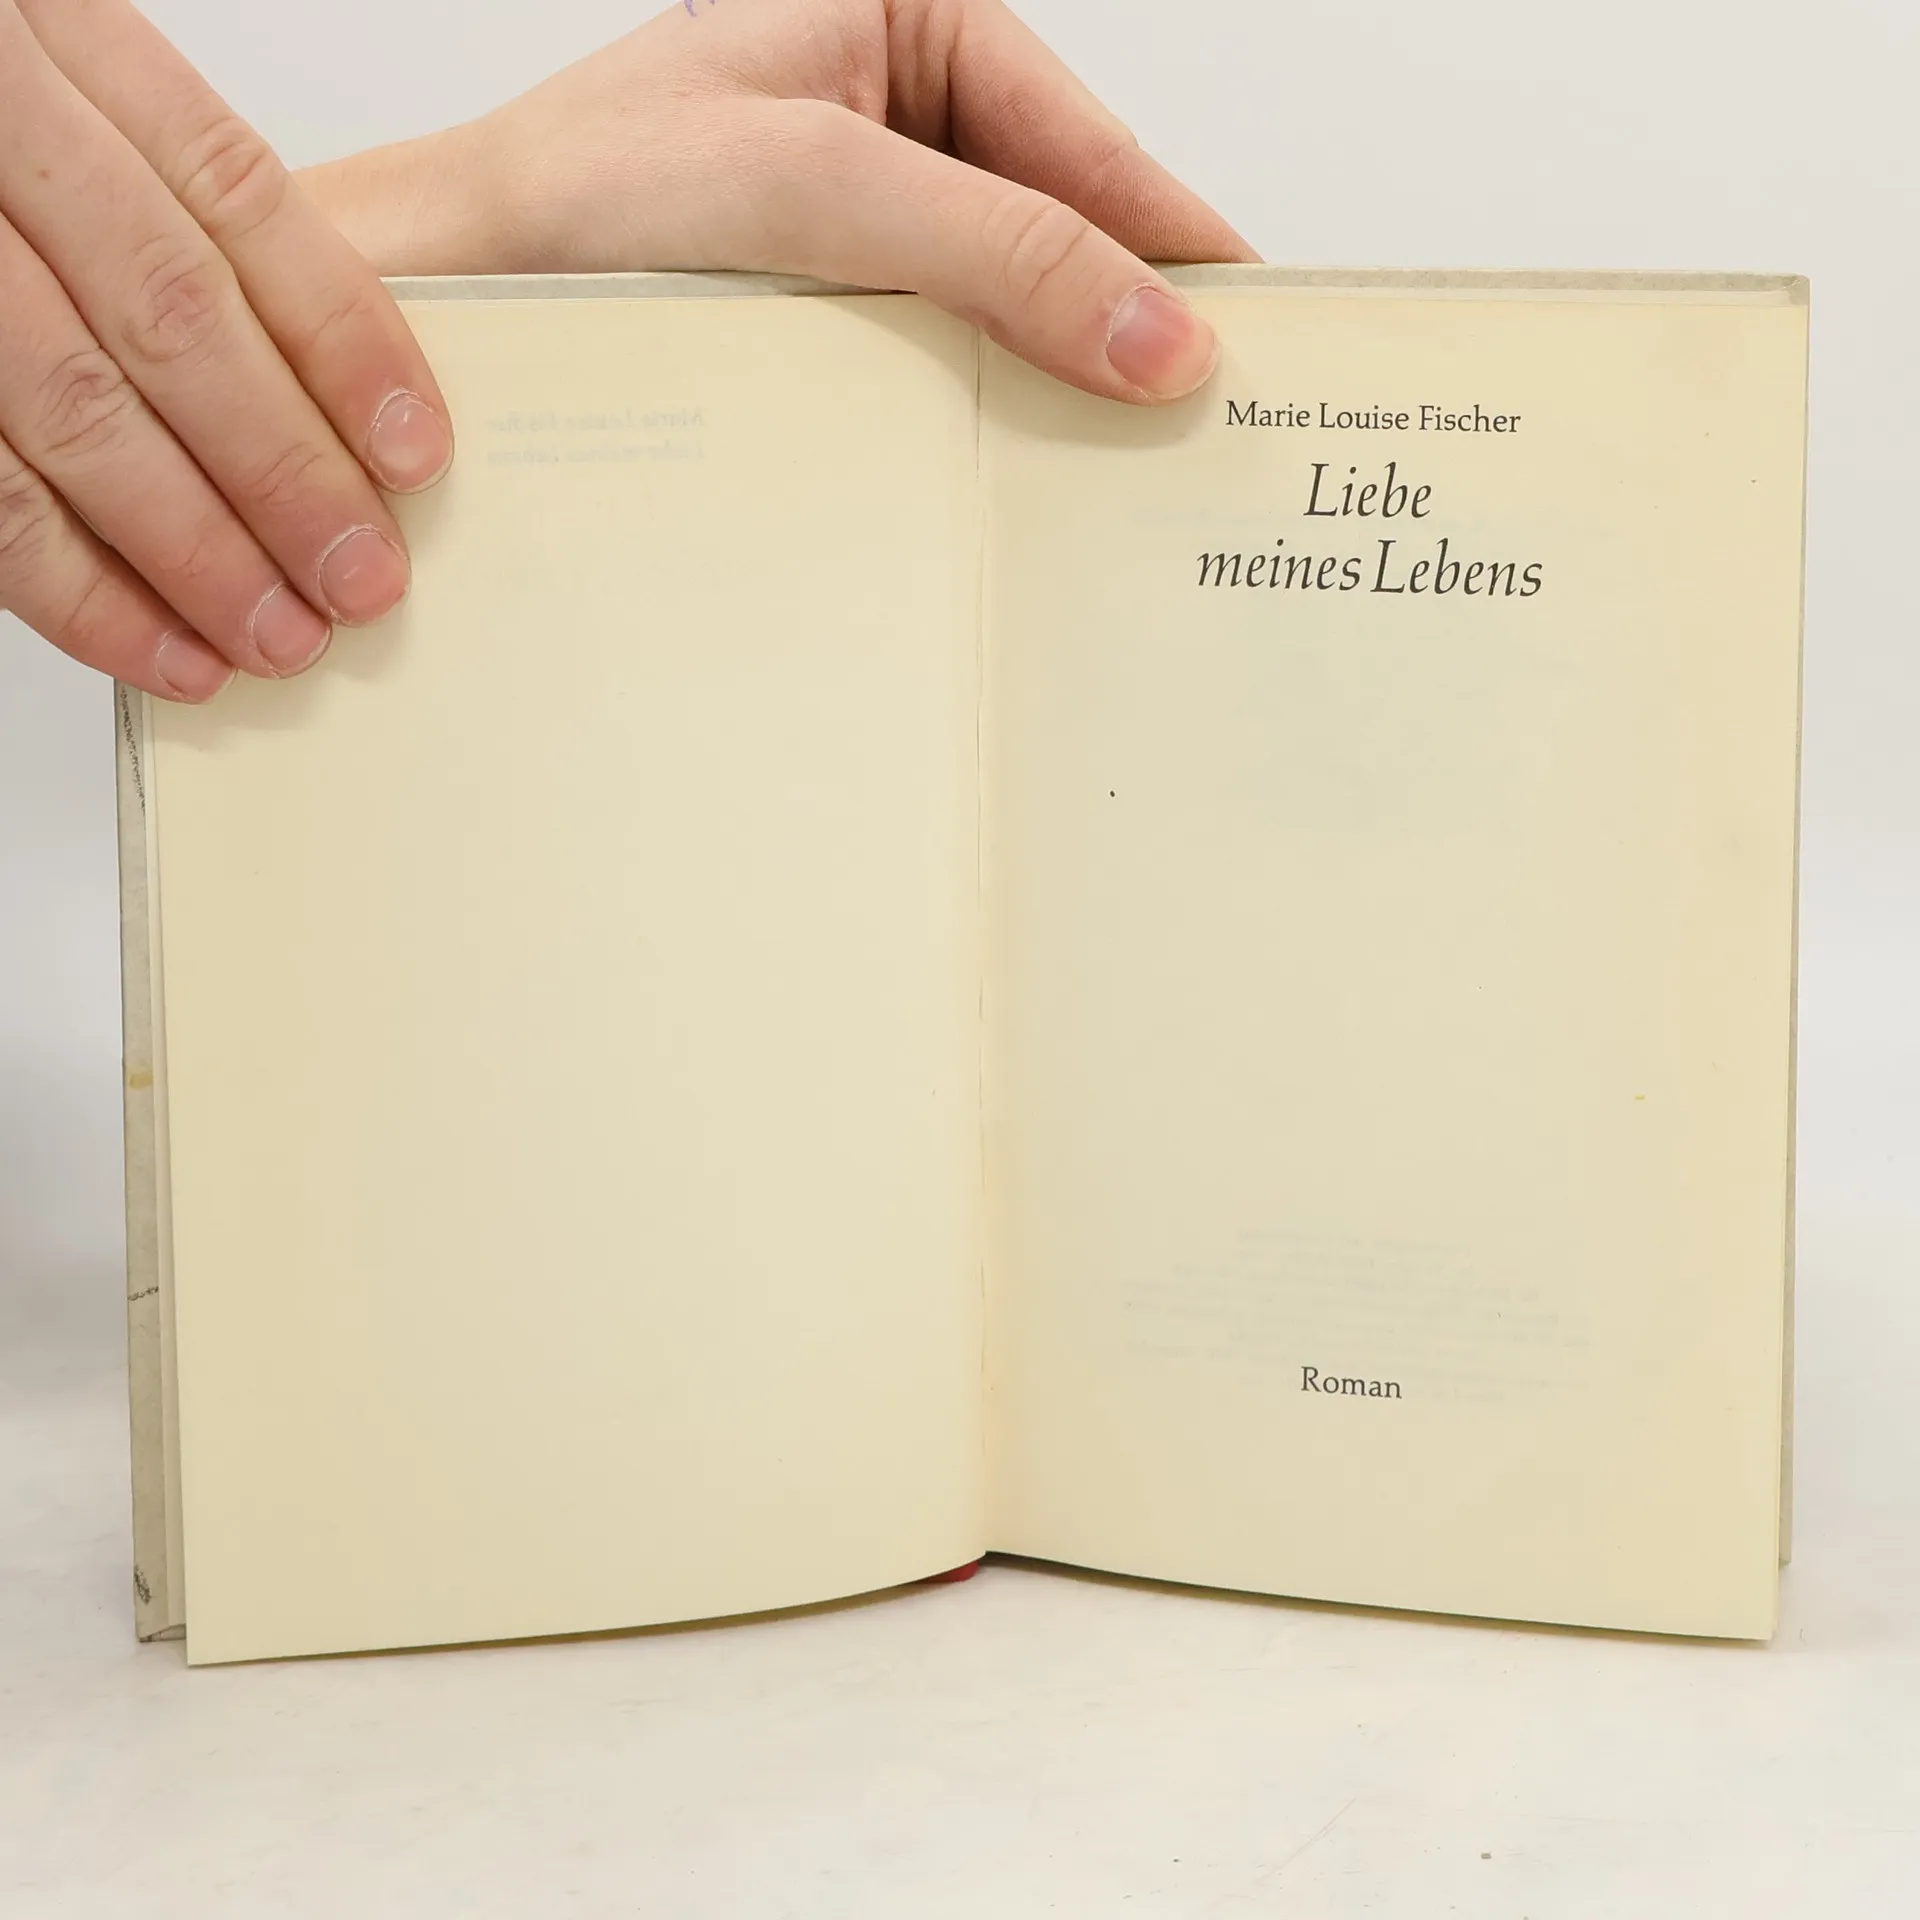 Marie Louise Fischer
Liebe
meines Lebens
Roman